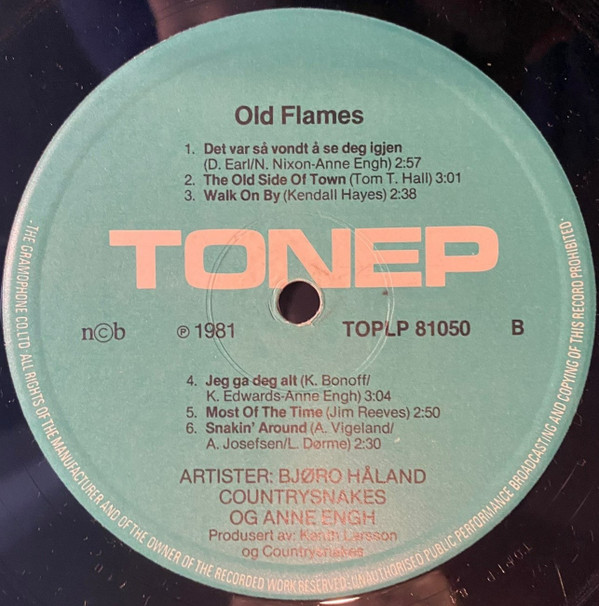 Old Flames
1. Det var så vondt å se deg igjen
(D. Earl/N. Nixon-Anne Engh) 2:57
2. The Old Side Of Town (Tom T. Hall) 3:01
3. Walk On By (Kendall Hayes) 2:38
TONEP
n©b ℗ 1981 TOPLP 81050 B
4. Jeg ga deg alt (K. Bonoff/
K. Edwards-Anne Engh) 3:04
5. Most Of The Time (Jim Reeves) 2:50
6. Snakin' Around (A. Vigeland/
A. Josefsen/L. Dørme) 2:30
ARTISTER: BJØRO HÅLAND
COUNTRYSNAKES
OG ANNE ENGH
Produsert av: Larsson
og Countrysnakes
·THE GRAMOPHONE CO.LTD·ALL RIGHTS OF THE MANUFACTURER AND OF THE OWNER OF THE RECORDED WORK RESERVED·UNAUTHORISED PUBLIC PERFORMANCE BROADCASTING AND COPYING OF THIS RECORD PROHIBITED·